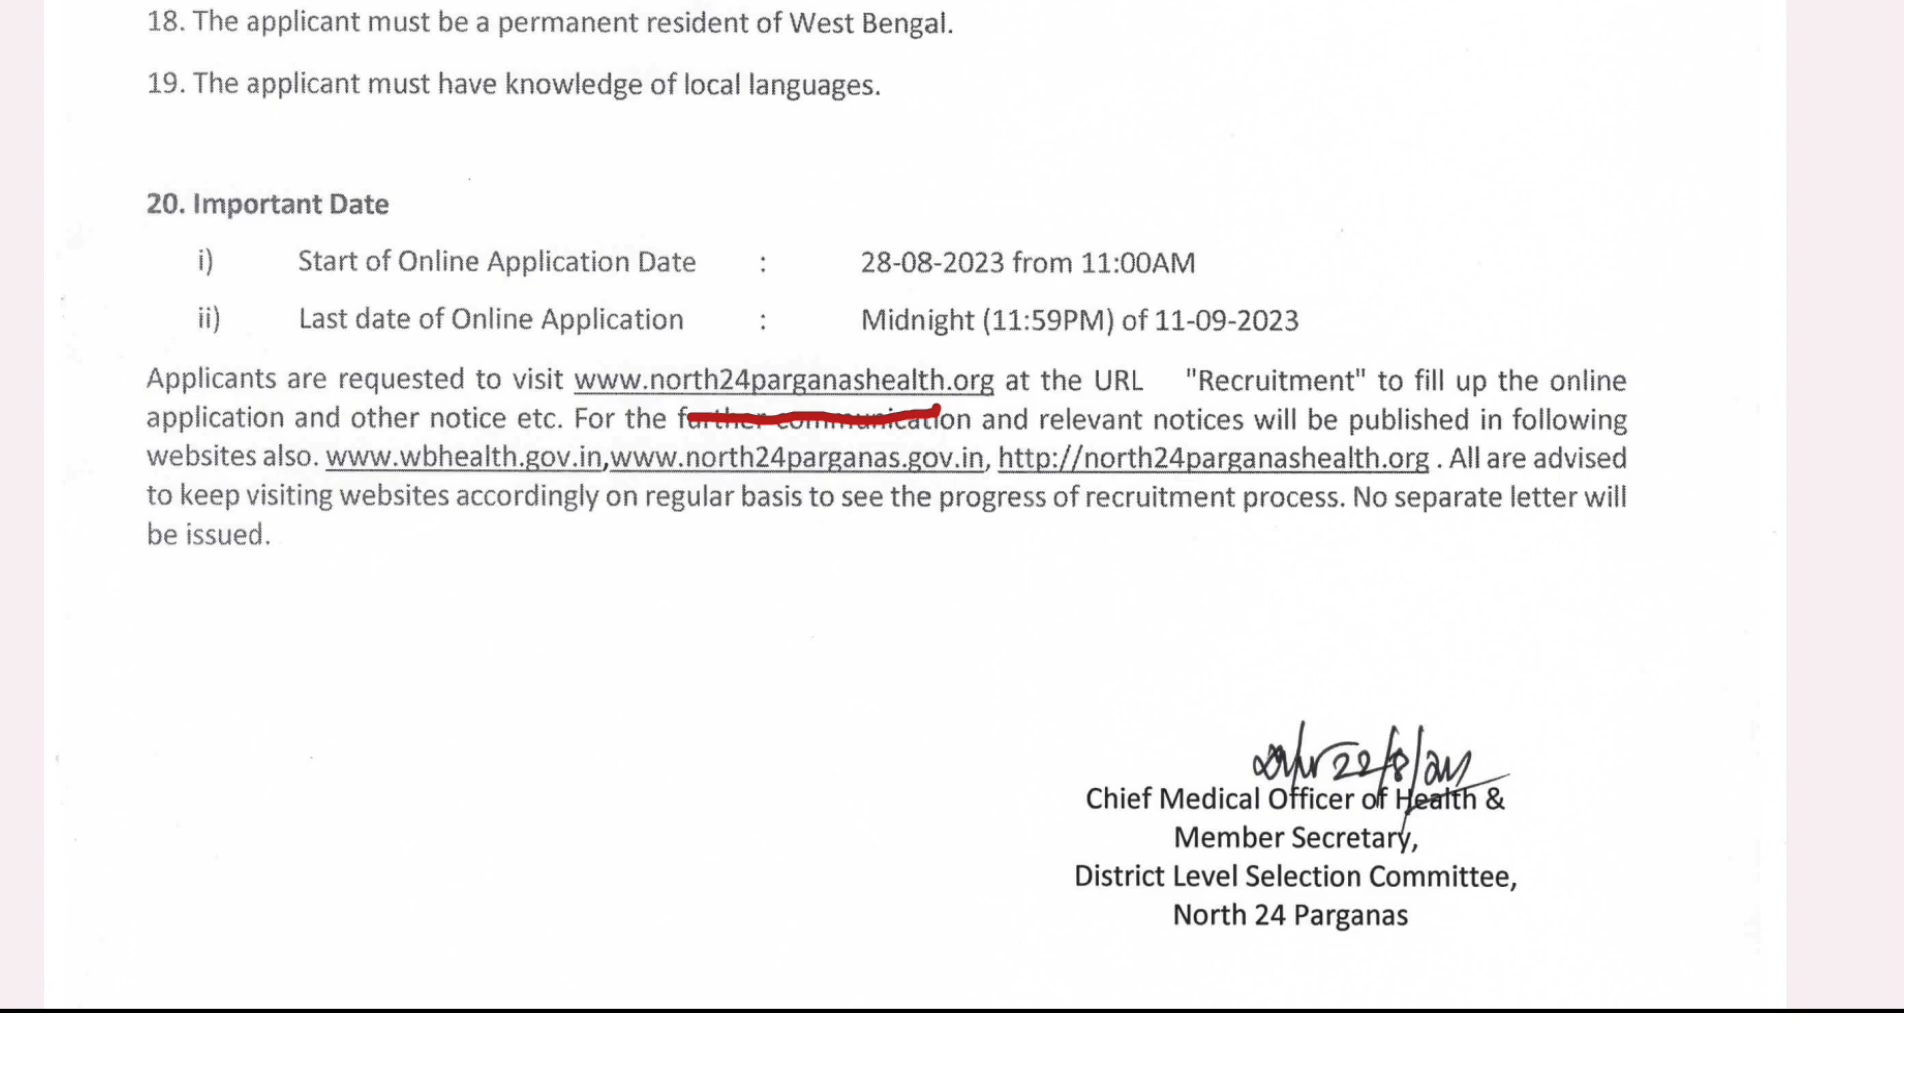 18. The applicant must be a permanent resident of West Bengal.
19. The applicant must have knowledge of local languages.
20. Important Date
i) Start of Online Application Date : 28-08-2023 from 11:00AM
ii) Last date of Online Application : Midnight (11:59PM) of 11-09-2023
Applicants are requested to visit www.north24parganashealth.org at the URL "Recruitment" to fill up the online
application and other notice etc. For the further communication and relevant notices will be published in following
websites also. www.wbhealth.gov.in,www.north24parganas.gov.in, http://north24parganashealth.org . All are advised
to keep visiting websites accordingly on regular basis to see the progress of recruitment process. No separate letter will
be issued.
Chief Medical Officer of Health &
Member Secretary,
District Level Selection Committee,
North 24 Parganas